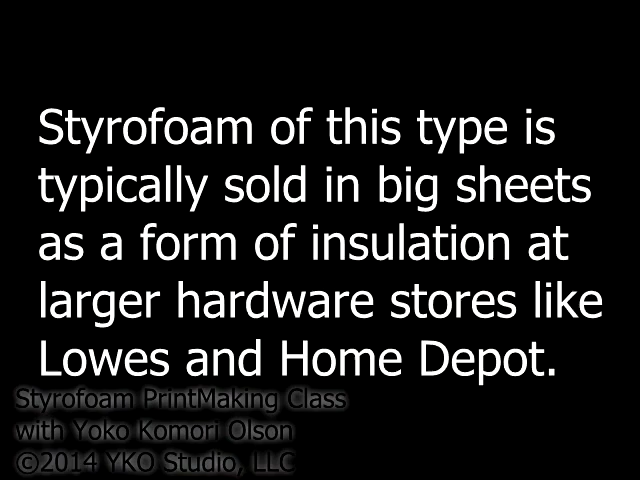 Styrofoam of this type is
typically sold in big sheets
as a form of insulation at
larger hardware stores like
Lowes and Home Depot.
Styrofoam PrintMaking Class
with Yoko Komori Olson
©2014 YKO Studio, LLC